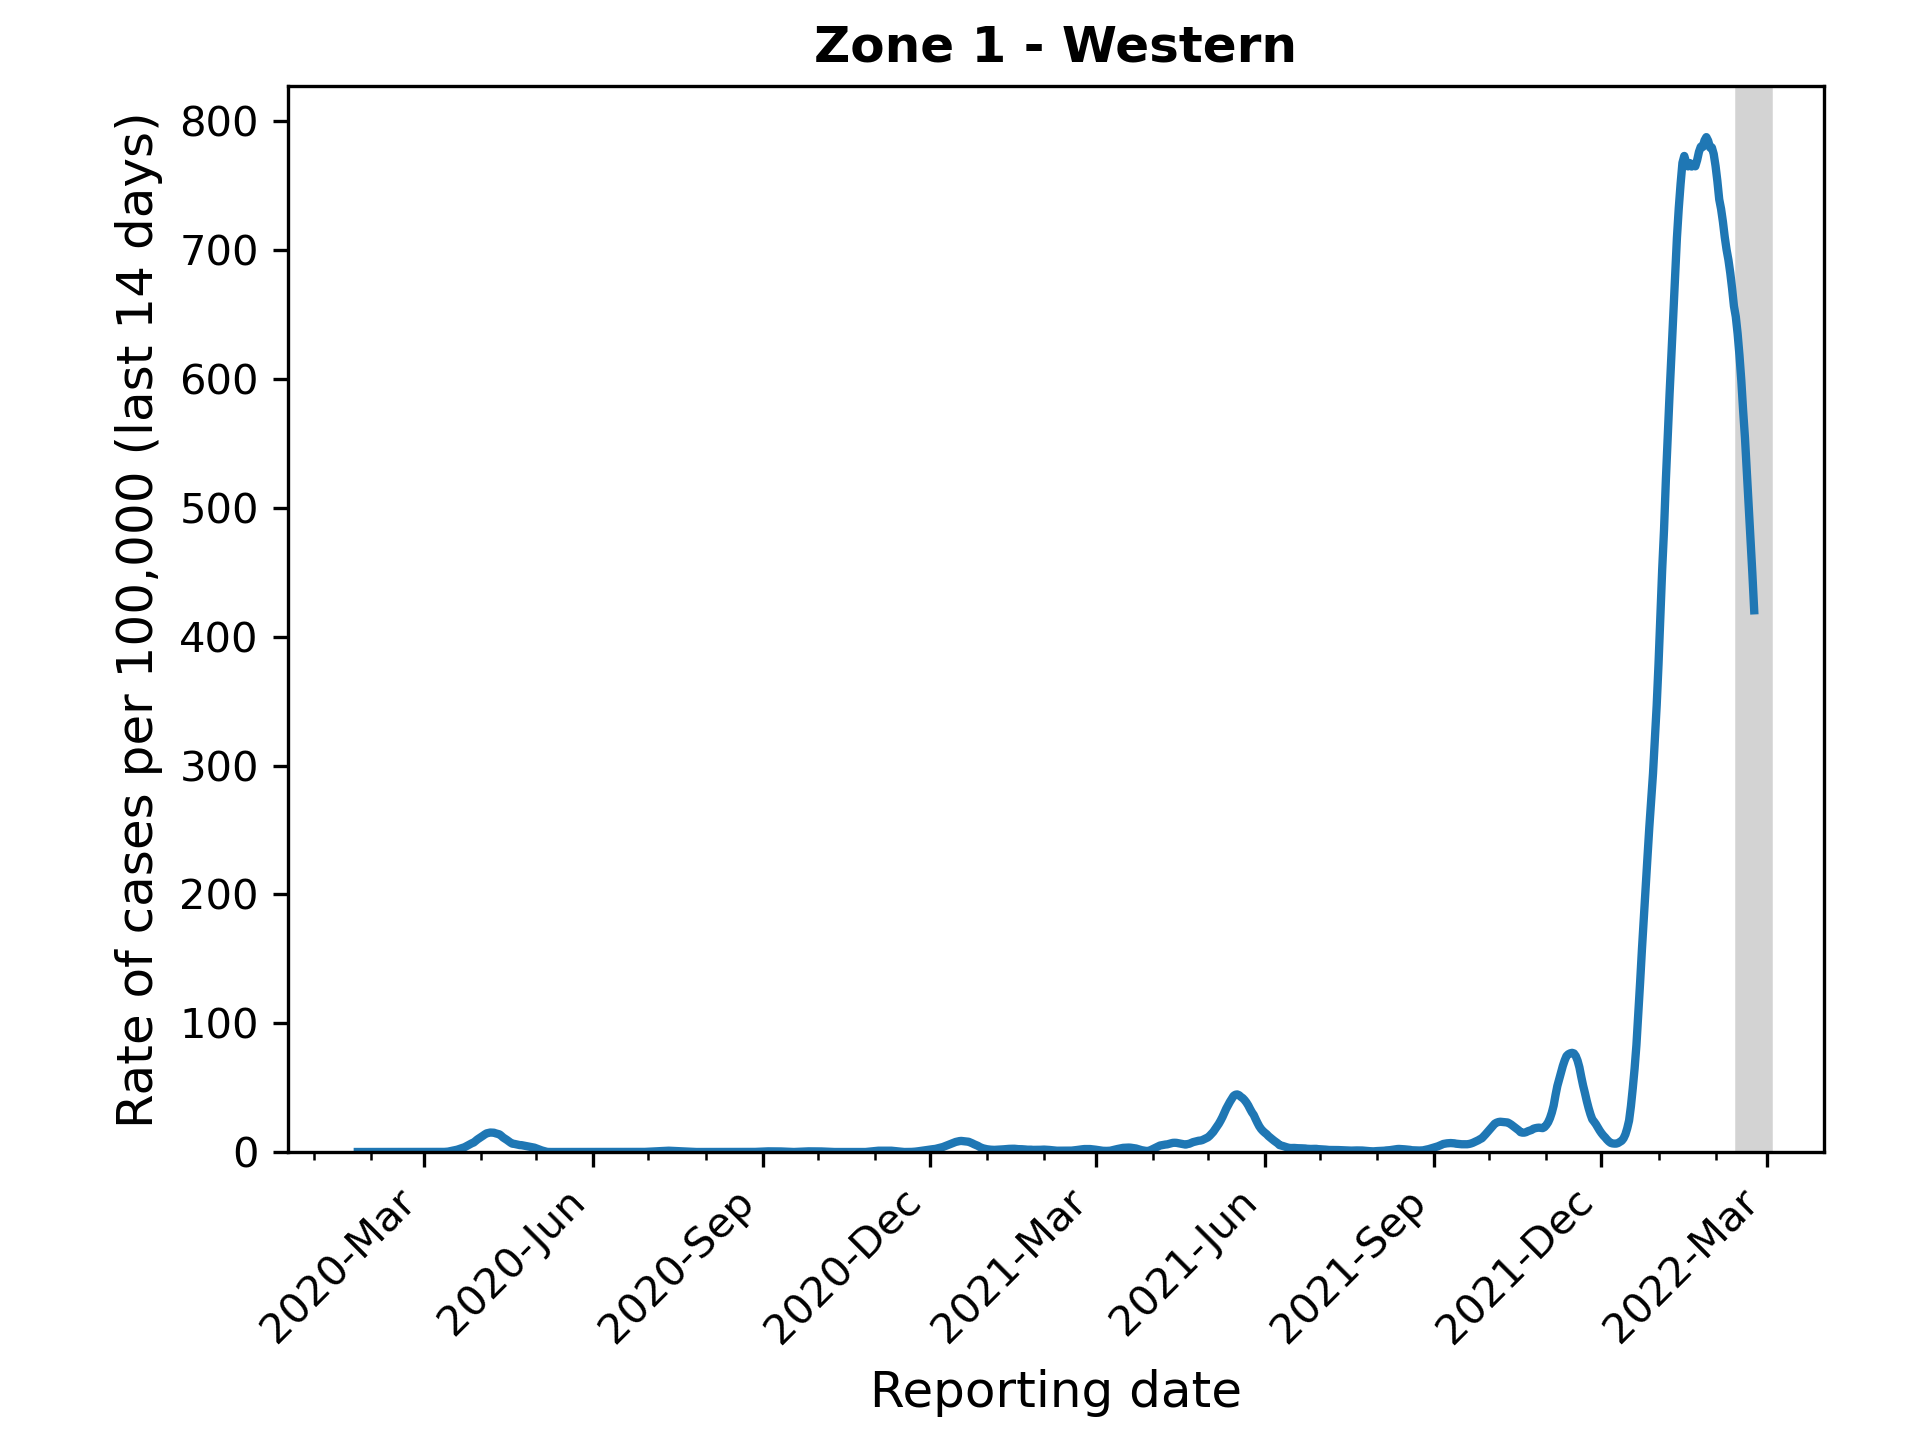 Zone 1 - Western
Rate of cases per 100,000 (last 14 days)
800
700
600
500
400
300
200
100
0
2020-Mar
2020-Jun
2020-Sep
2020-Dec
2021-Mar
2021-Jun
2021-Sep
2021-Dec
2022-Mar
Reporting date